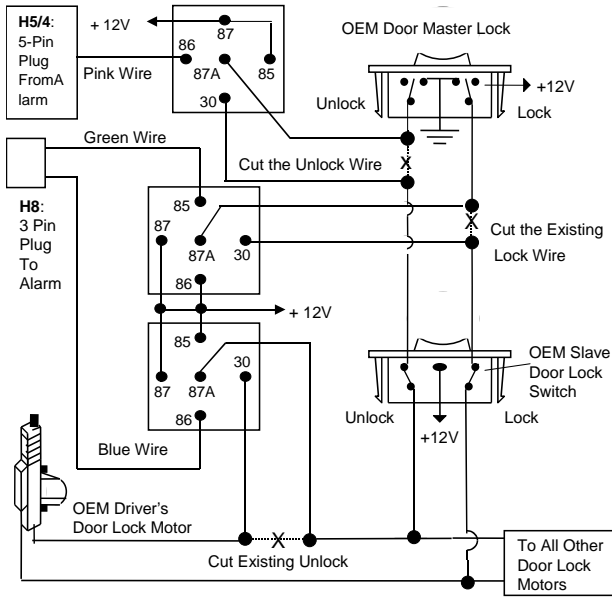 H5/4:
5-Pin
Plug
FromA
larm
+ 12V
87
86
87A
85
30
Pink Wire
OEM Door Master Lock
+12V
Unlock
Lock
Green Wire
Cut the Unlock Wire
H8:
3 Pin
Plug
To
Alarm
85
87
87A
30
86
Cut the Existing
Lock Wire
+ 12V
85
30
87
87A
86
OEM Slave
Door Lock
Switch
Unlock
Lock
+12V
Blue Wire
OEM Driver's
Door Lock Motor
X
X
X
Cut Existing Unlock
To All Other
Door Lock
Motors